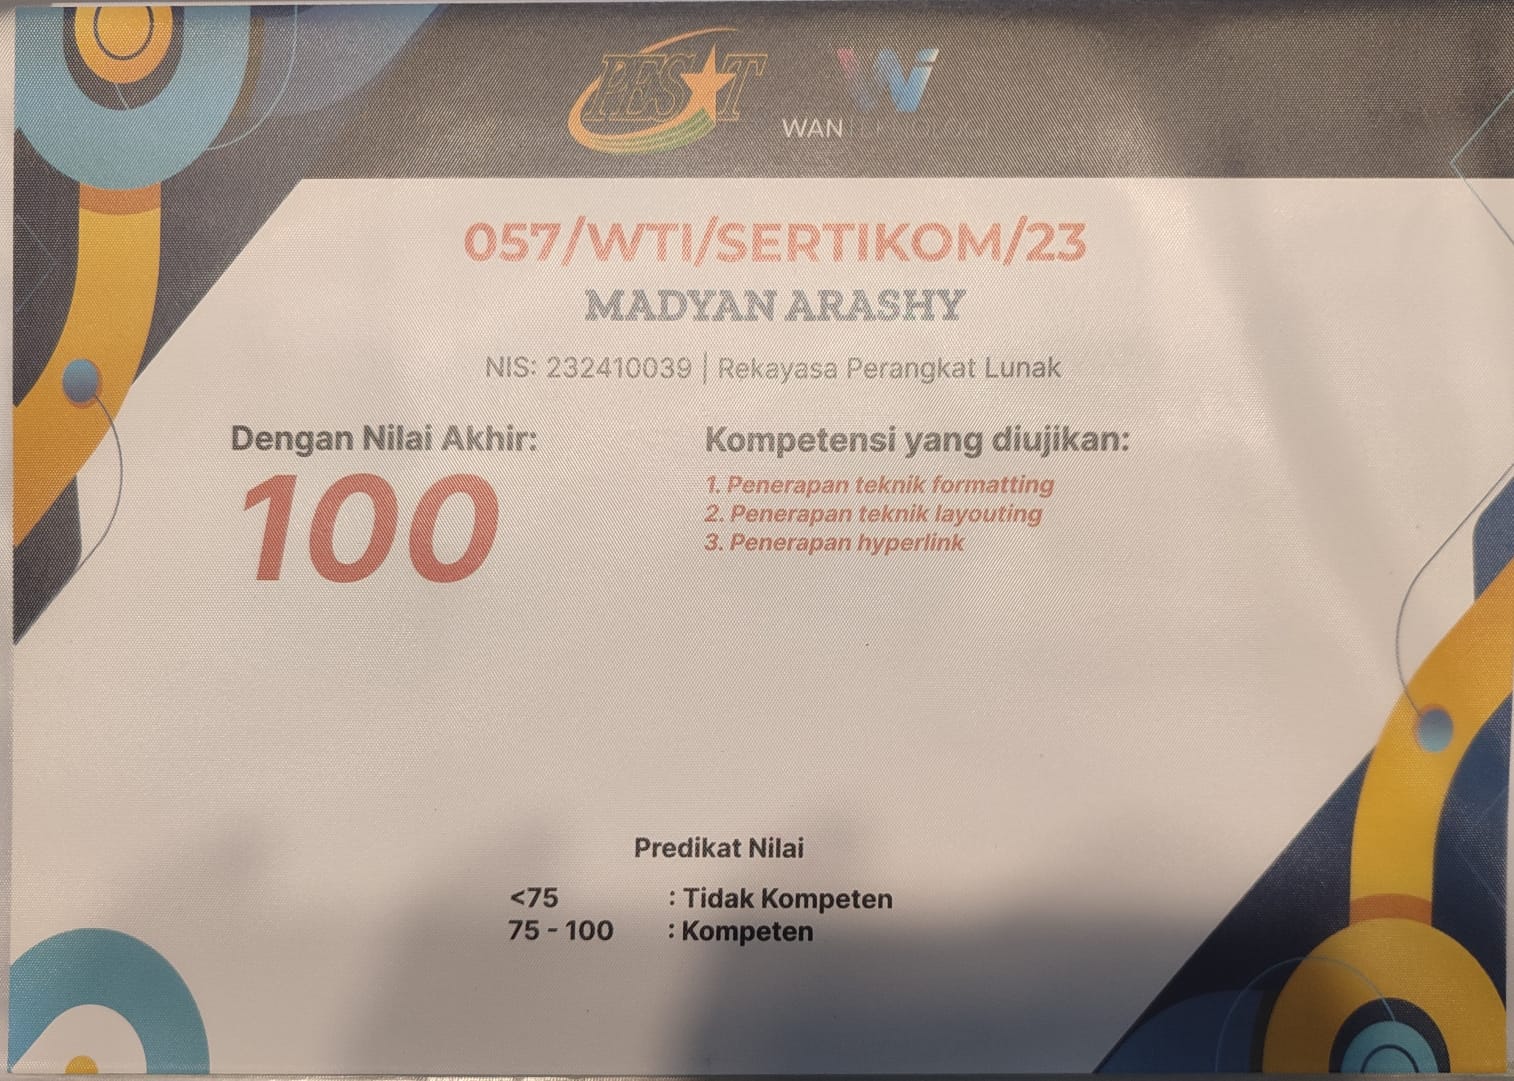 PESAT
WAN TEKNOLOGI
057/WTI/SERTIKOM/23
MADYAN ARASHY
NIS: 232410039 | Rekayasa Perangkat Lunak
Dengan Nilai Akhir:
100
Kompetensi yang diujikan:
1. Penerapan teknik formatting
2. Penerapan teknik layouting
3. Penerapan hyperlink
Predikat Nilai
<75 : Tidak Kompeten
75 - 100 : Kompeten